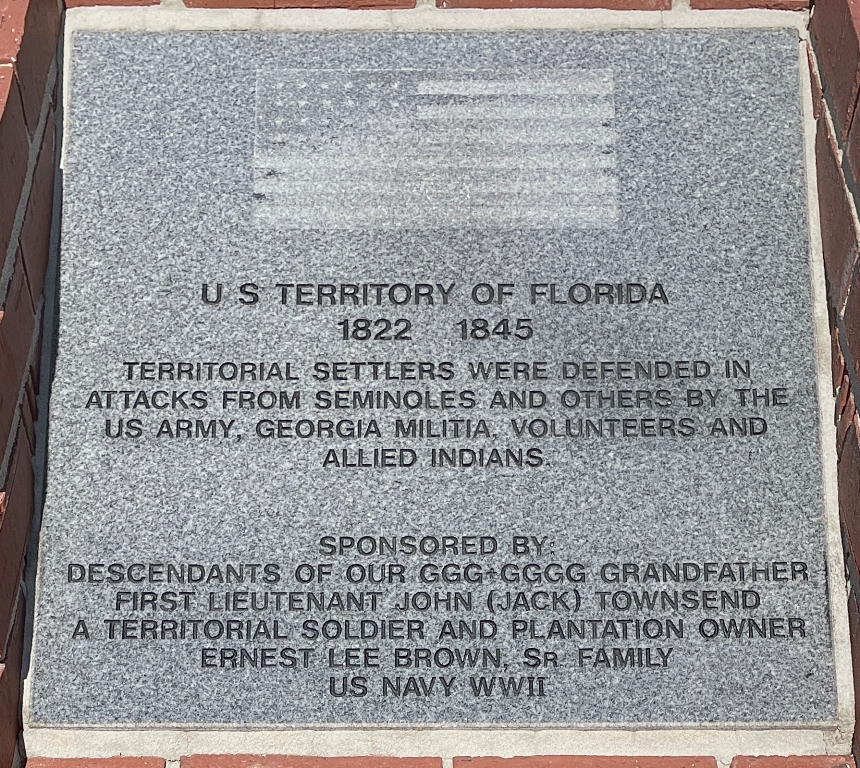 U S TERRITORY OF FLORIDA
1822 1845
TERRITORIAL SETTLERS WERE DEFENDED IN
ATTACKS FROM SEMINOLES AND OTHERS BY THE
US ARMY, GEORGIA MILITIA, VOLUNTEERS AND
ALLIED INDIANS.
SPONSORED BY:
DESCENDANTS OF OUR GGG+GGGG GRANDFATHER
FIRST LIEUTENANT JOHN (JACK) TOWNSEND
A TERRITORIAL SOLDIER AND PLANTATION OWNER
ERNEST LEE BROWN, SR FAMILY
US NAVY WWII